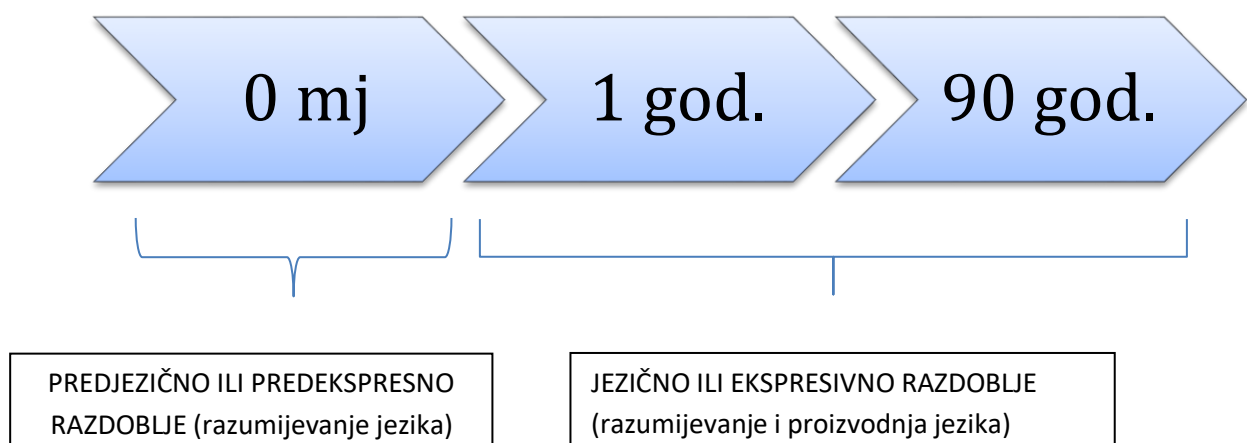 0 mj 1 god. 90 god.
PREDJEZIČNO ILI PREDEKSPRESNO
RAZDOBLJE (razumijevanje jezika)
JEZIČNO ILI EKSPRESIVNO RAZDOBLJE
(razumijevanje i proizvodnja jezika)